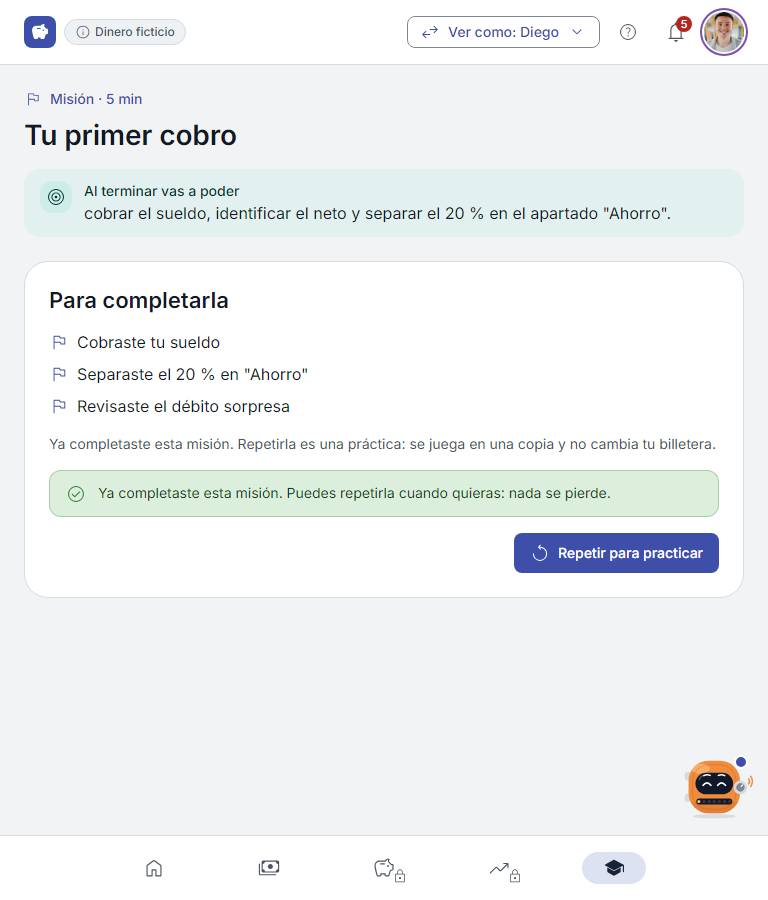 Dinero ficticio
Ver como: Diego
5
Misión · 5 min
Tu primer cobro
Al terminar vas a poder
cobrar el sueldo, identificar el neto y separar el 20 % en el apartado "Ahorro".
Para completarla
Cobraste tu sueldo
Separaste el 20 % en "Ahorro"
Revisaste el débito sorpresa
Ya completaste esta misión. Repetirla es una práctica: se juega en una copia y no cambia tu billetera.
Ya completaste esta misión. Puedes repetirla cuando quieras: nada se pierde.
Repetir para practicar